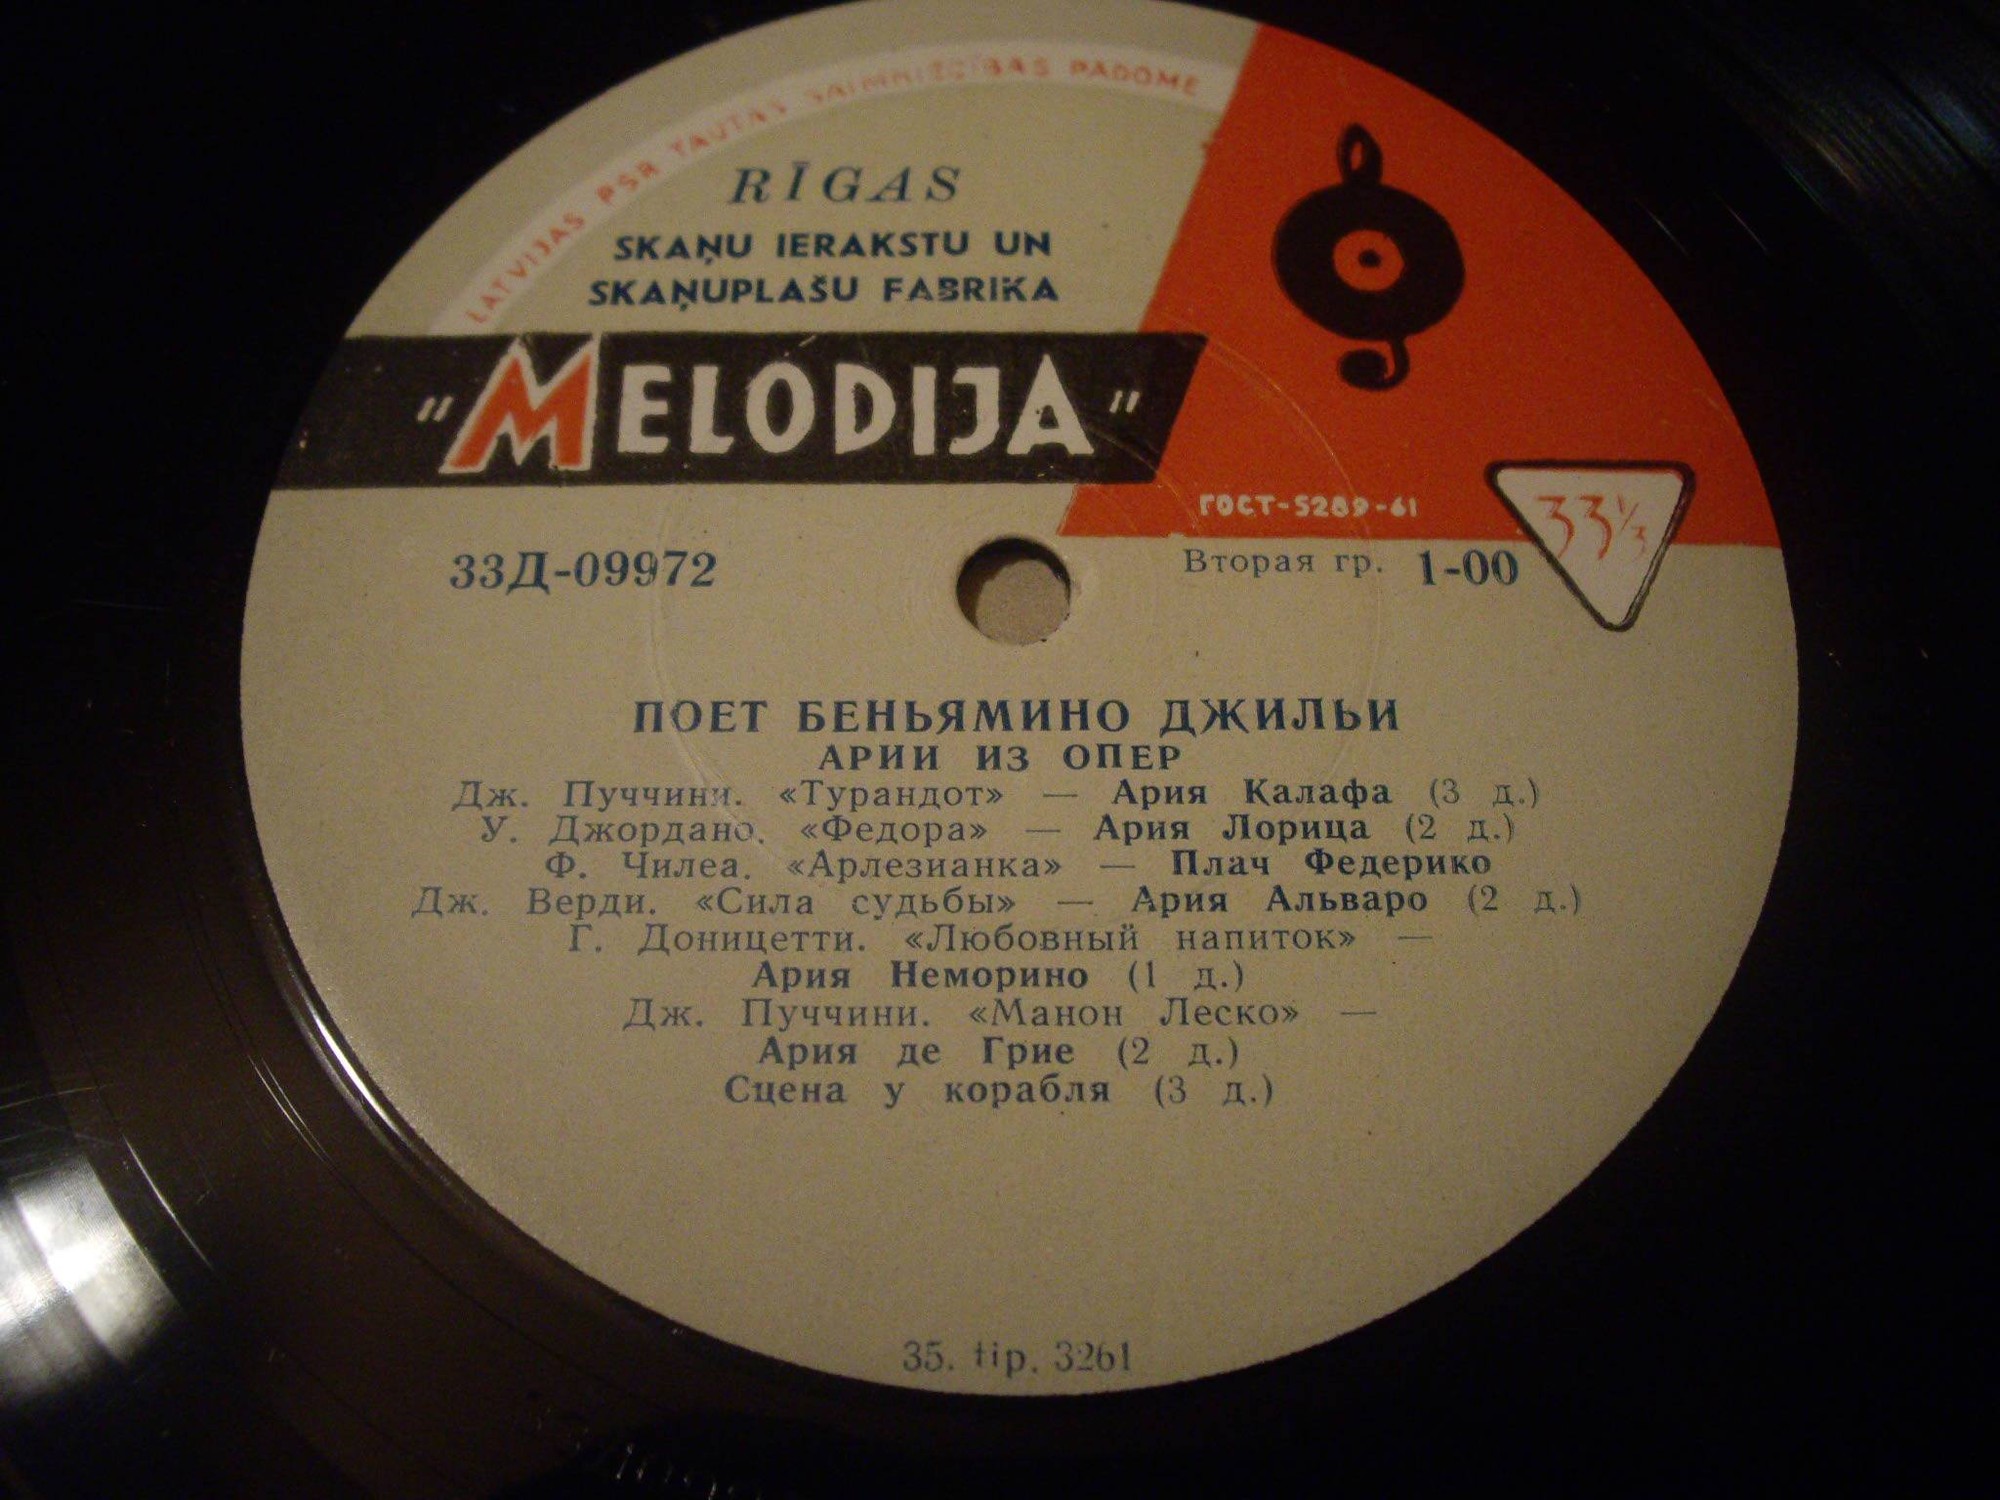 LATVIJAS PSR TAUTAS SAIMNIECĪBAS PADOME
RĪGAS
SKAŅU IERAKSTU UN
SKAŅUPLAŠU FABRIKA
"MELODIJA"
ГОСТ-5289-61
33⅓
33Д-09972
Вторая гр. 1-00
ПОЕТ БЕНЬЯМИНО ДЖИЛЬИ
АРИИ ИЗ ОПЕР
Дж. Пуччини. «Турандот» — Ария Калафа (3 д.)
У. Джордано. «Федора» — Ария Лорица (2 д.)
Ф. Чилеа. «Арлезианка» — Плач Федерико
Дж. Верди. «Сила судьбы» — Ария Альваро (2 д.)
Г. Доницетти. «Любовный напиток» —
Ария Неморино (1 д.)
Дж. Пуччини. «Манон Леско» —
Ария де Грие (2 д.)
Сцена у корабля (3 д.)
35. tip. 3261